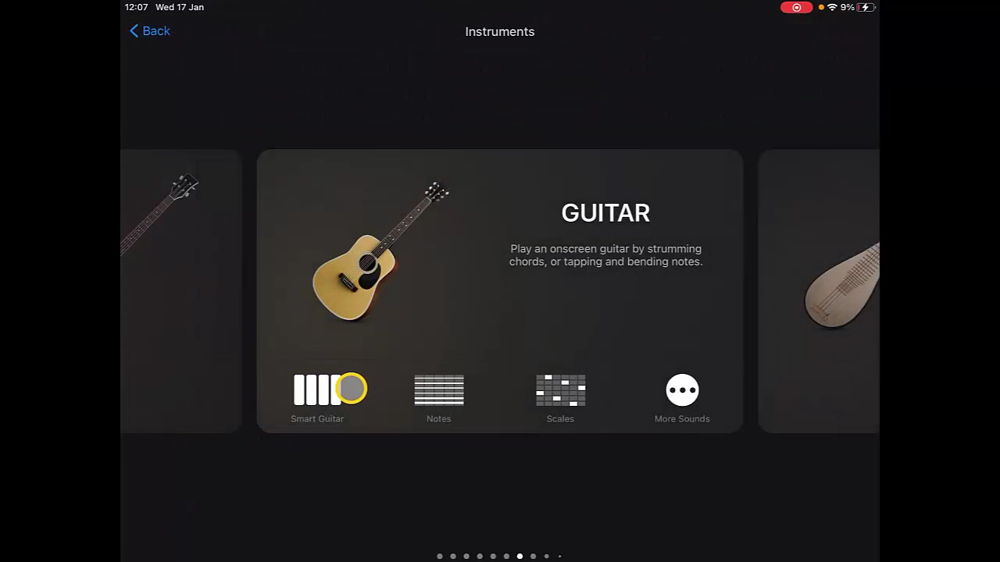 12:07 Wed 17 Jan 9%
Back Instruments
GUITAR
Play an onscreen guitar by strumming
chords, or tapping and bending notes.
Smart Guitar Notes Scales More Sounds